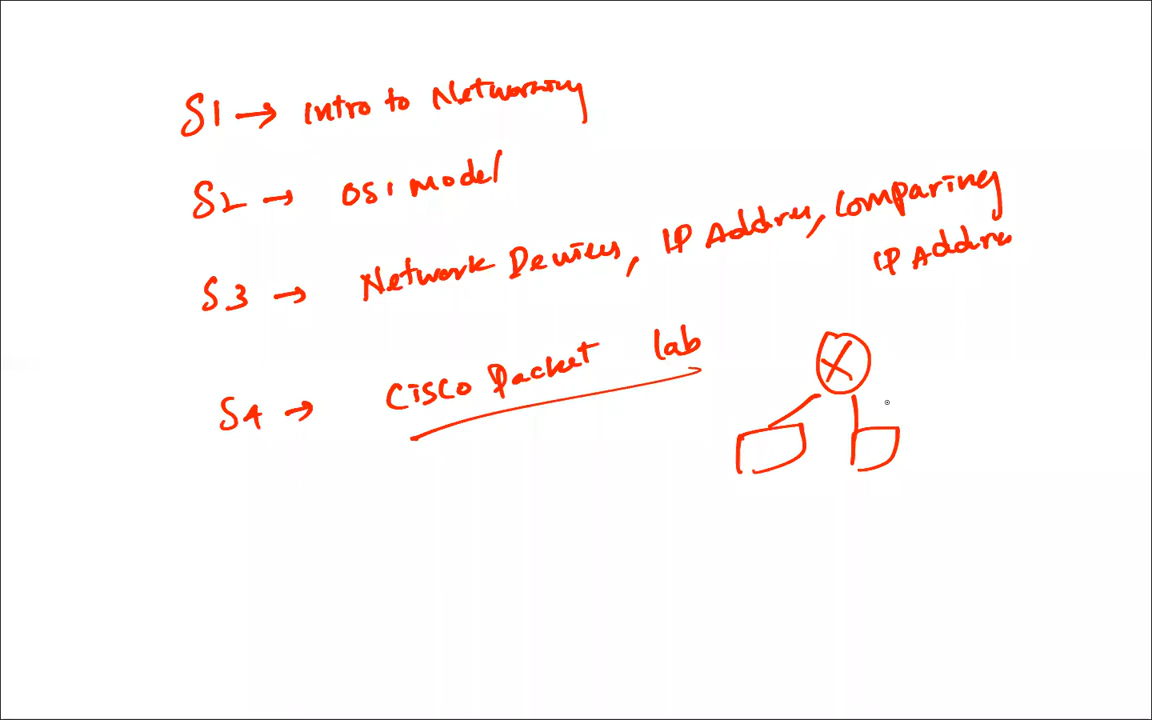 S1 → Intro to Networking
S2 → OSI Model
S3 → Network Devices, IP Address, Comparing
IP Address
S4 → Cisco Packet lab